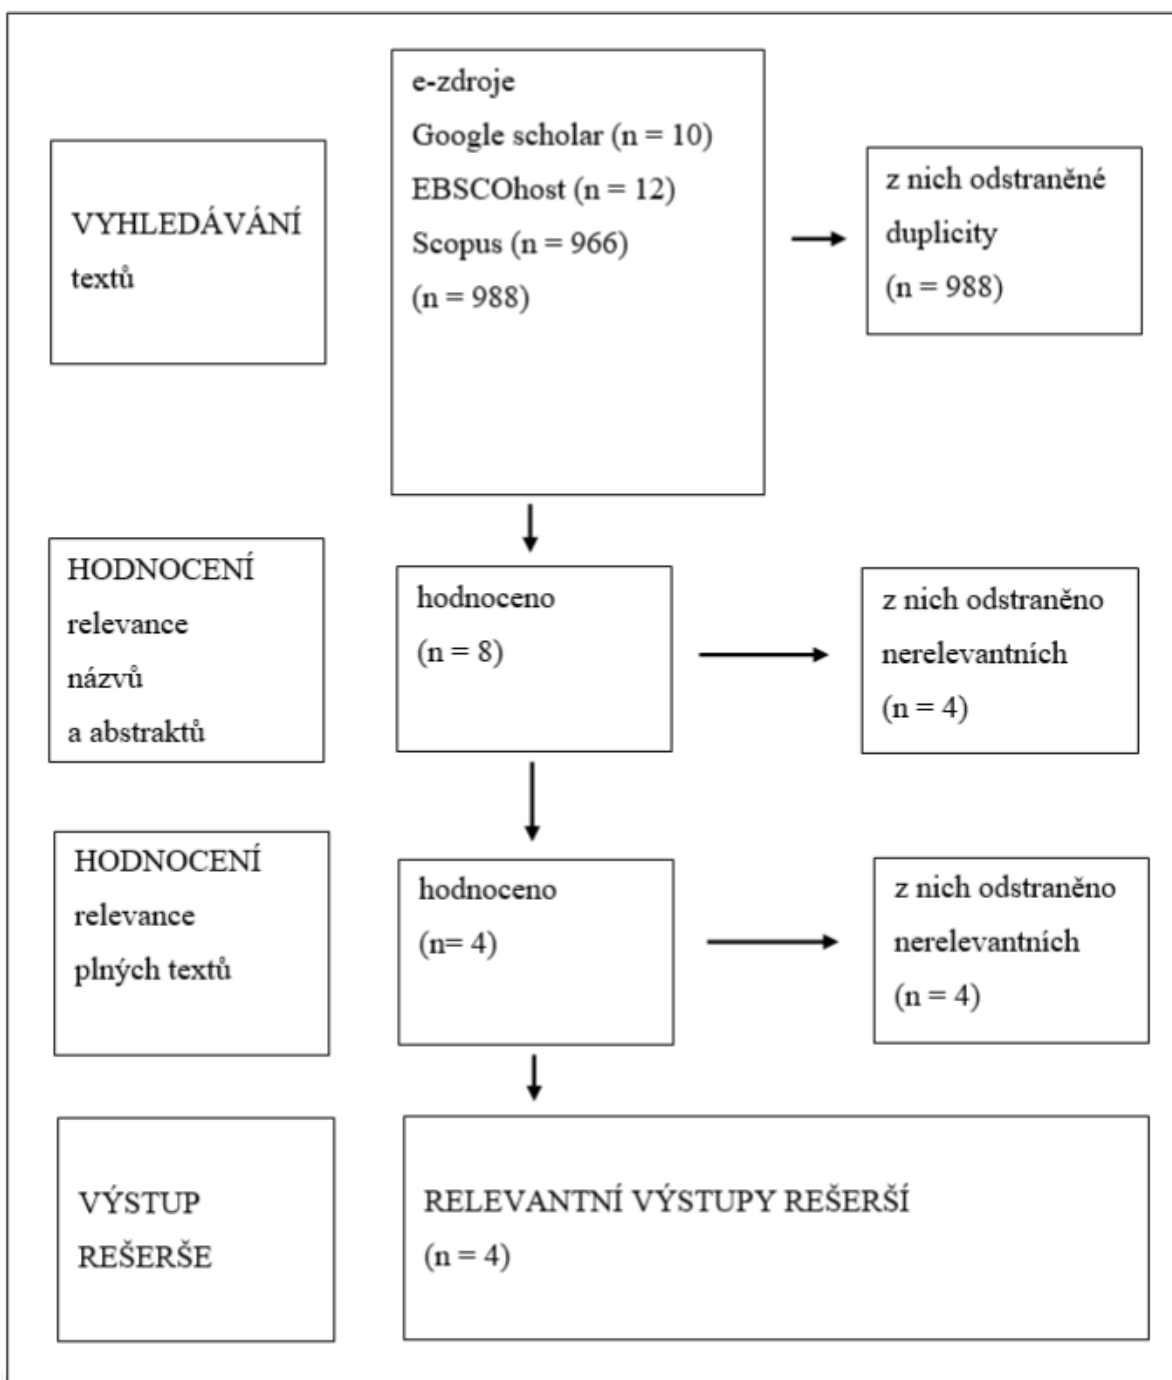 VYHLEDÁVÁNÍ
textů
e-zdroje
Google scholar (n = 10)
EBSCOhost (n = 12)
Scopus (n = 966)
(n = 988)
z nich odstraněné
duplicity
(n = 988)
HODNOCENÍ
relevance
názvů
a abstraktů
hodnoceno
(n = 8)
z nich odstraněno
nerelevantních
(n = 4)
HODNOCENÍ
relevance
plných textů
hodnoceno
(n= 4)
z nich odstraněno
nerelevantních
(n = 4)
VÝSTUP
REŠERŠE
RELEVANTNÍ VÝSTUPY REŠERŠÍ
(n = 4)